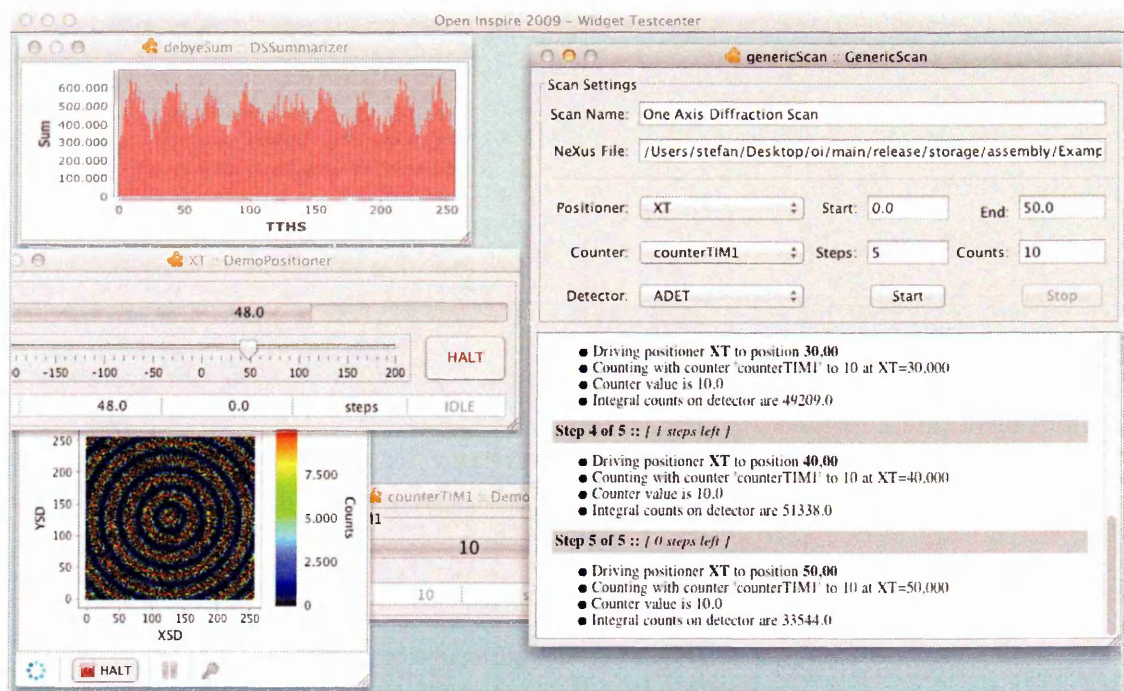 Open Inspire 2009 - Widget Testcenter
debyeSum :: DSSummarizer
600.000
500.000
400.000
300.000
200.000
100.000
0
Sum
0 50 100 150 200 250
TTHS
XT :: DemoPositioner
48.0
-150 -100 -50 0 50 100 150 200
HALT
48.0 0.0 steps IDLE
250
200
150
100
50
0
YSD
0 50 100 150 200 250
XSD
7.500
5.000
2.500
0
Counts
HALT
counterTIM1 :: Demo
10
10
genericScan :: GenericScan
Scan Settings
Scan Name: One Axis Diffraction Scan
NeXus File: /Users/stefan/Desktop/oi/main/release/storage/assembly/Examp
Positioner: XT Start: 0.0 End: 50.0
Counter: counterTIM1 Steps: 5 Counts: 10
Detector: ADET Start Stop
● Driving positioner XT to position 30,00
● Counting with counter 'counterTIM1' to 10 at XT=30,000
● Counter value is 10.0
● Integral counts on detector are 49209.0
Step 4 of 5 :: [ 1 steps left ]
● Driving positioner XT to position 40,00
● Counting with counter 'counterTIM1' to 10 at XT=40,000
● Counter value is 10.0
● Integral counts on detector are 51338.0
Step 5 of 5 :: [ 0 steps left ]
● Driving positioner XT to position 50,00
● Counting with counter 'counterTIM1' to 10 at XT=50,000
● Counter value is 10.0
● Integral counts on detector are 33544.0